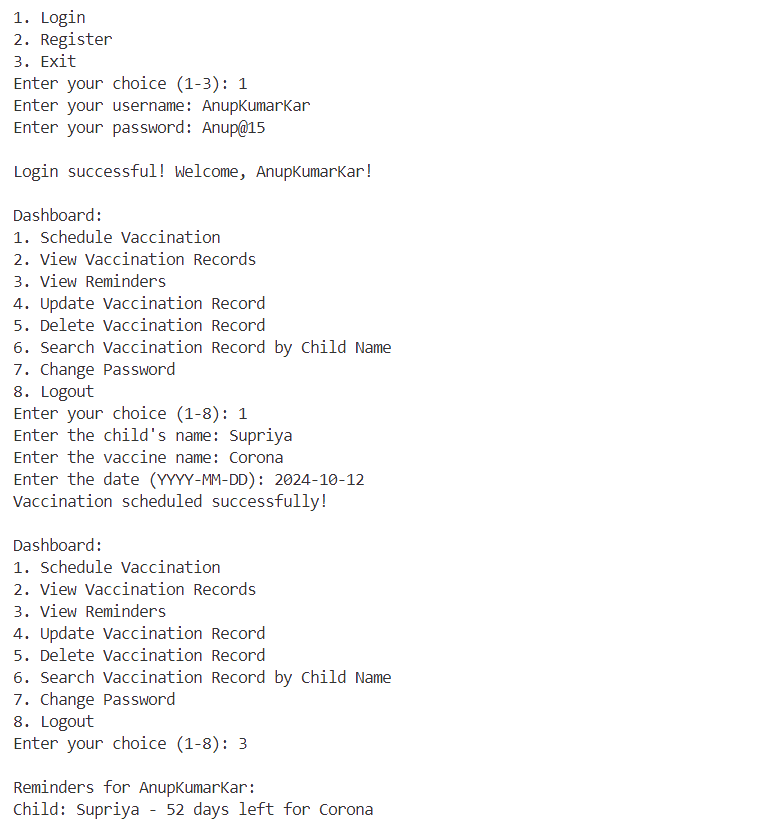 1. Login
2. Register
3. Exit
Enter your choice (1-3): 1
Enter your username: AnupKumarKar
Enter your password: Anup@15
Login successful! Welcome, AnupKumarKar!
Dashboard:
1. Schedule Vaccination
2. View Vaccination Records
3. View Reminders
4. Update Vaccination Record
5. Delete Vaccination Record
6. Search Vaccination Record by Child Name
7. Change Password
8. Logout
Enter your choice (1-8): 1
Enter the child's name: Supriya
Enter the vaccine name: Corona
Enter the date (YYYY-MM-DD): 2024-10-12
Vaccination scheduled successfully!
Dashboard:
1. Schedule Vaccination
2. View Vaccination Records
3. View Reminders
4. Update Vaccination Record
5. Delete Vaccination Record
6. Search Vaccination Record by Child Name
7. Change Password
8. Logout
Enter your choice (1-8): 3
Reminders for AnupKumarKar:
Child: Supriya - 52 days left for Corona